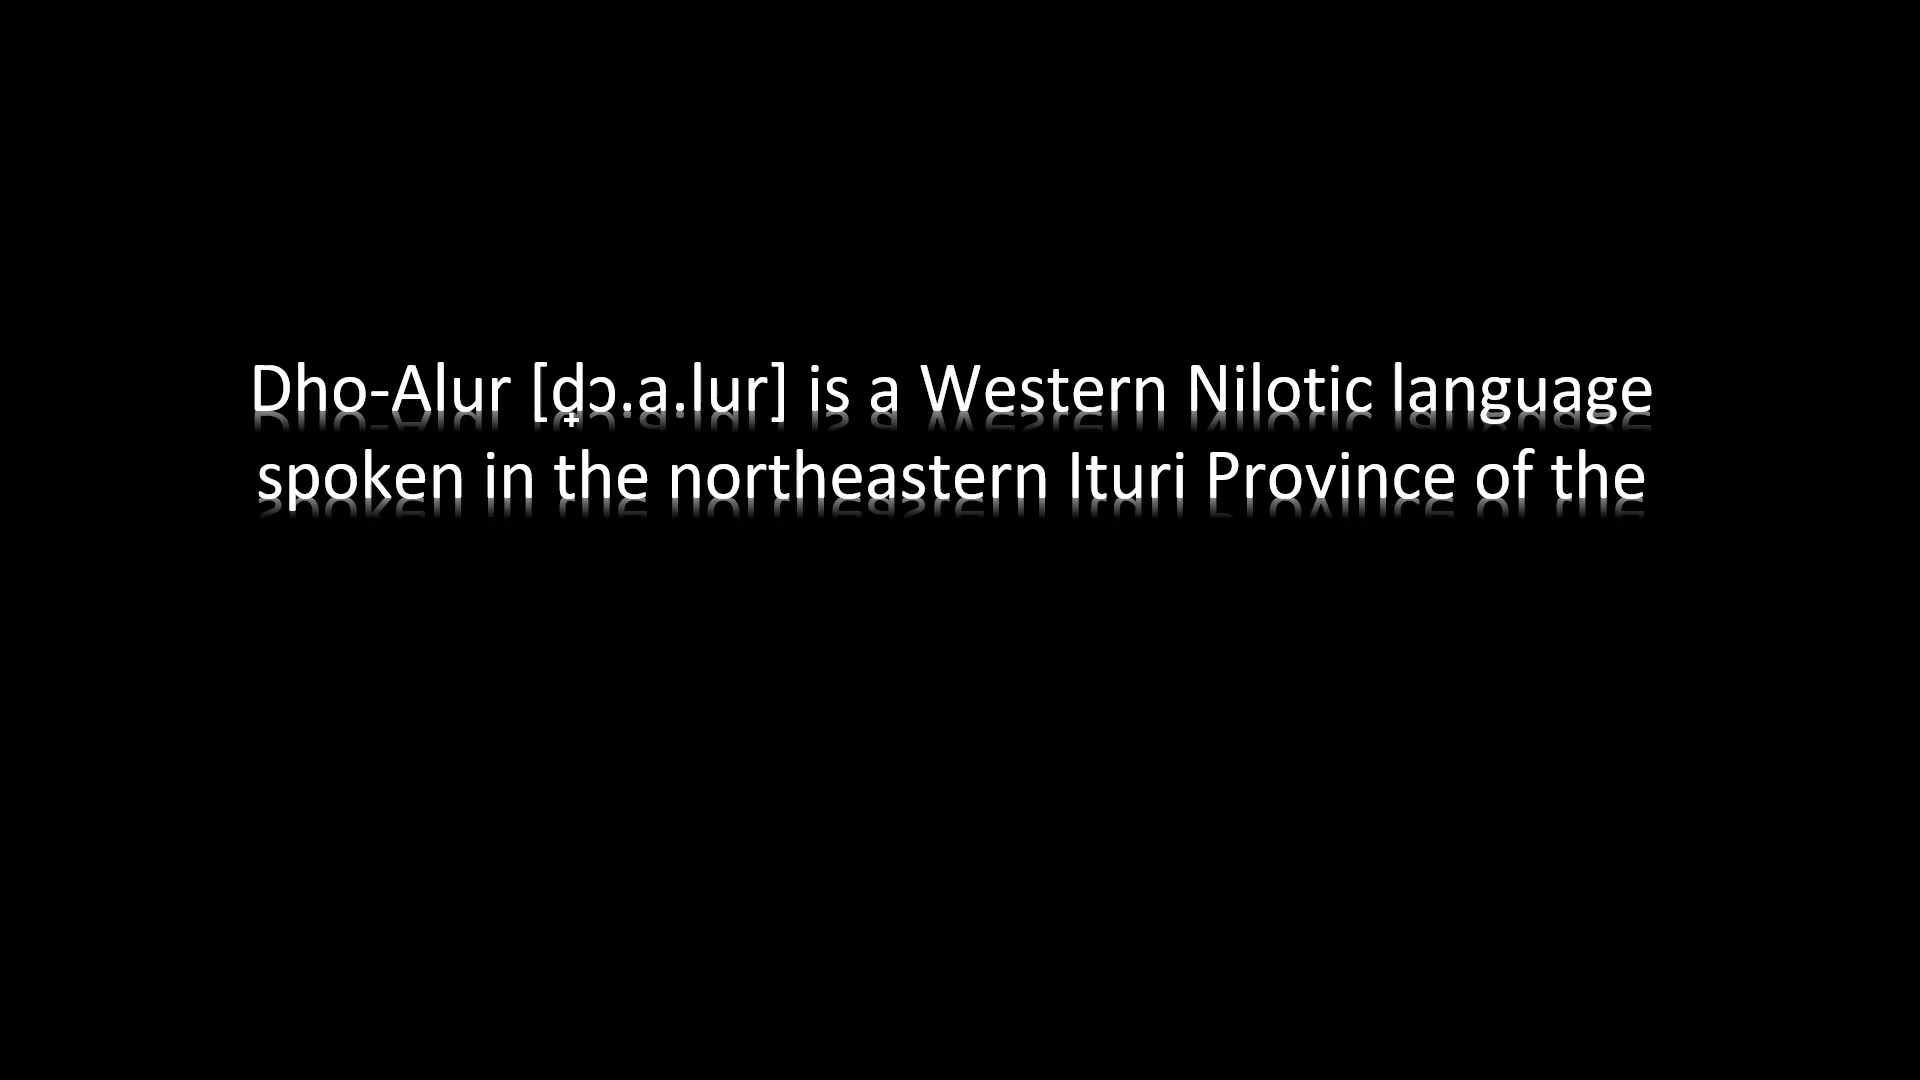 Dho-Alur [d̟ɔ.a.lur] is a Western Nilotic language
spoken in the northeastern Ituri Province of the